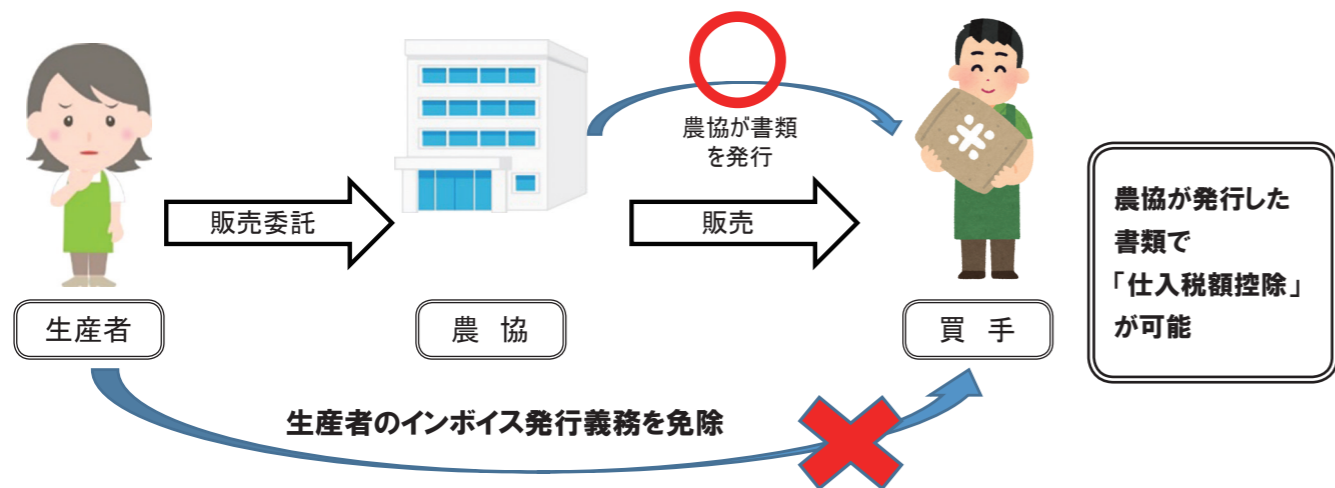 農協が書類
を発行
販売委託
販売
農協が発行した
書類で
「仕入税額控除」
が可能
生産者
農 協
買 手
生産者のインボイス発行義務を免除